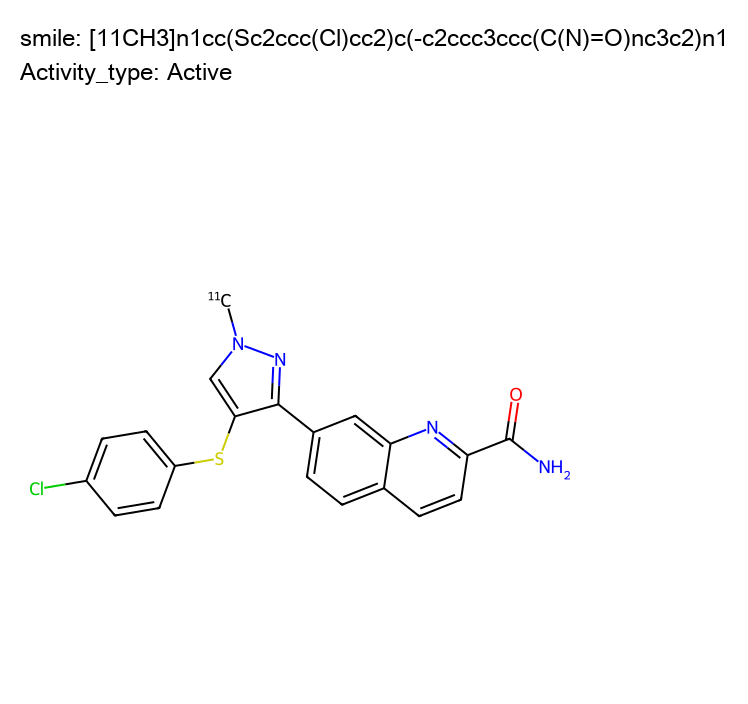 smile: [11CH3]n1cc(Sc2ccc(Cl)cc2)c(-c2ccc3ccc(C(N)=O)nc3c2)n1
Activity_type: Active
11C
N
N
O
N
S
NH2
Cl